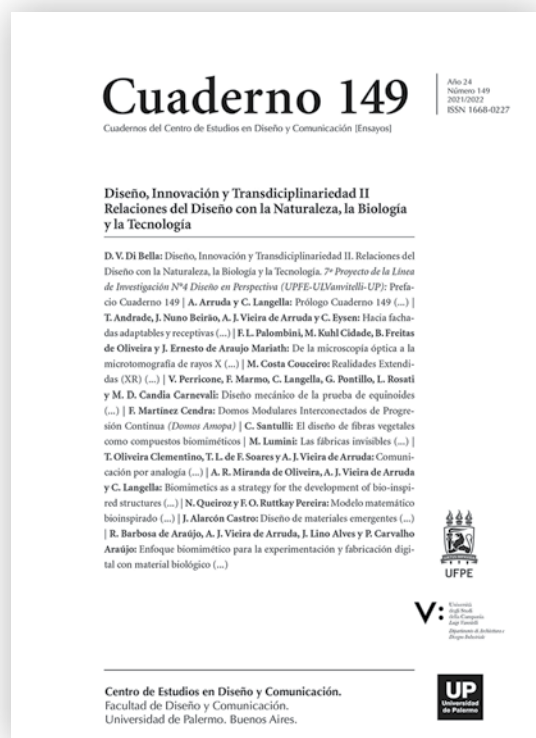 Cuaderno 149
Cuadernos del Centro de Estudios en Diseño y Comunicación [Ensayos]
Año 24
Número 149
2021/2022
ISSN 1668-0227
Diseño, Innovación y Transdiciplinariedad II
Relaciones del Diseño con la Naturaleza, la Biología
y la Tecnología
D. V. Di Bella: Diseño, Innovación y Transdiciplinariedad II. Relaciones del
Diseño con la Naturaleza, la Biología y la Tecnología. 7º Proyecto de la Línea
de Investigación Nº4 Diseño en Perspectiva (UPFE-ULVanvitelli-UP): Prefa-
cio Cuaderno 149 | A. Arruda y C. Langella: Prólogo Cuaderno 149 (...) |
T. Andrade, J. Nuno Beirão, A. J. Vieira de Arruda y C. Eysen: Hacia facha-
das adaptables y receptivas (...) | F. L. Palombini, M. Kuhl Cidade, B. Freitas
de Oliveira y J. Ernesto de Araujo Mariath: De la microscopía óptica a la
microtomografía de rayos X (...) | M. Costa Couceiro: Realidades Extendi-
das (XR) (...) | V. Perricone, F. Marmo, C. Langella, G. Pontillo, L. Rosati
y M. D. Candia Carnevali: Diseño mecánico de la prueba de equinoides
(...) | F. Martínez Cendra: Domos Modulares Interconectados de Progre-
sión Continua (Domos Amopa) | C. Santulli: El diseño de fibras vegetales
como compuestos biomiméticos | M. Lumini: Las fábricas invisibles (...) |
T. Oliveira Clementino, T. L. de F. Soares y A. J. Vieira de Arruda: Comuni-
cación por analogía (...) | A. R. Miranda de Oliveira, A. J. Vieira de Arruda
y C. Langella: Biomimetics as a strategy for the development of bio-inspi-
red structures (...) | N. Queiroz y F. O. Ruttkay Pereira: Modelo matemático
bioinspirado (...) | J. Alarcón Castro: Diseño de materiales emergentes (...)
| R. Barbosa de Araújo, A. J. Vieira de Arruda, J. Lino Alves y P. Carvalho
Araújo: Enfoque biomimético para la experimentación y fabricación digi-
tal con material biológico (...)
UFPE
V:
Università
degli Studi
della Campania
Luigi Vanvitelli
Dipartimento di Architettura e
Disegno Industriale
Centro de Estudios en Diseño y Comunicación.
Facultad de Diseño y Comunicación.
Universidad de Palermo. Buenos Aires.
UP
Universidad
de Palermo